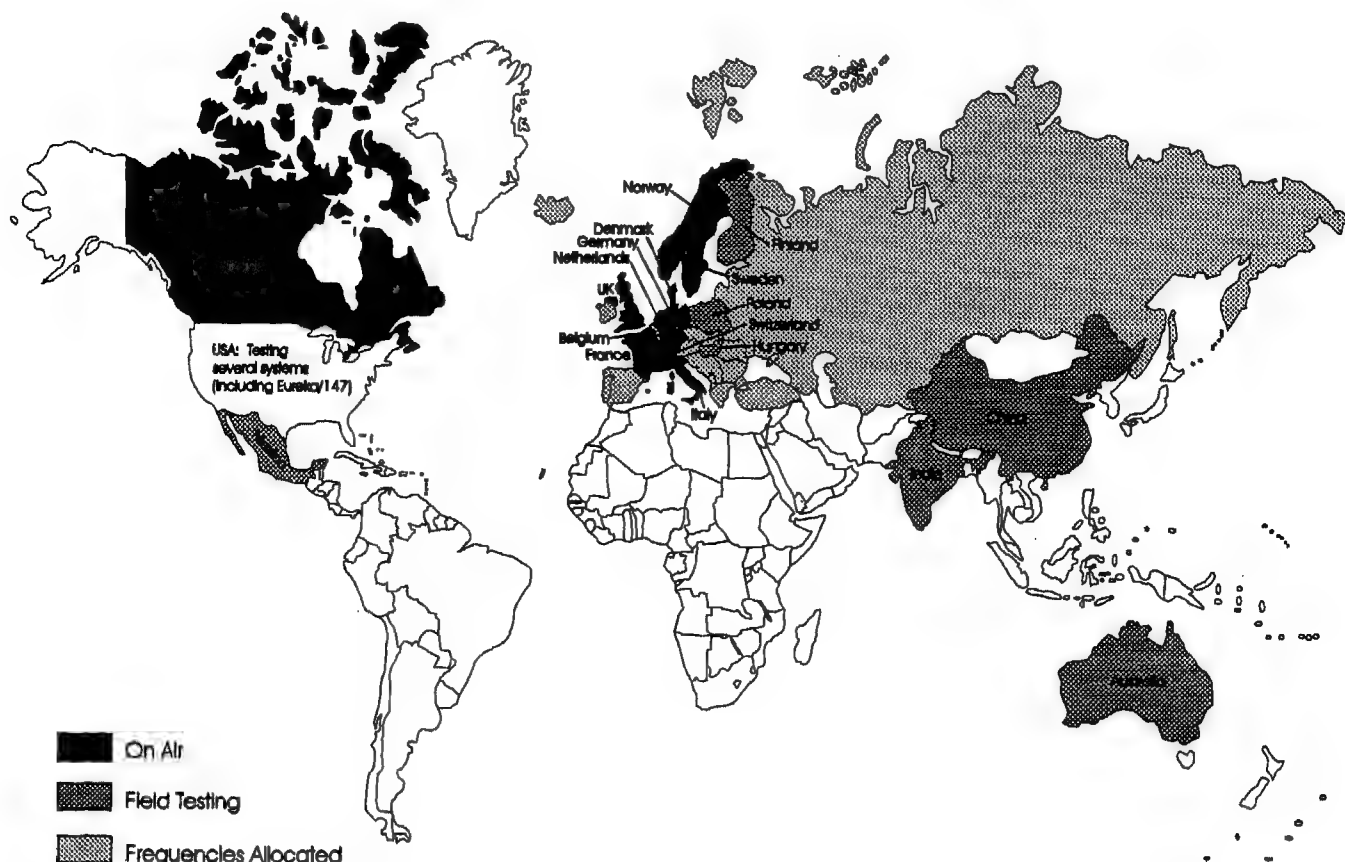 Norway
Denmark
Germany
Netherlands
Finland
Sweden
UK
Poland
Switzerland
Belgium
France
Hungary
Italy
USA: Testing
several systems
(including Eureka/147)
China
India
Australia
On Air
Field Testing
Frequencies Allocated